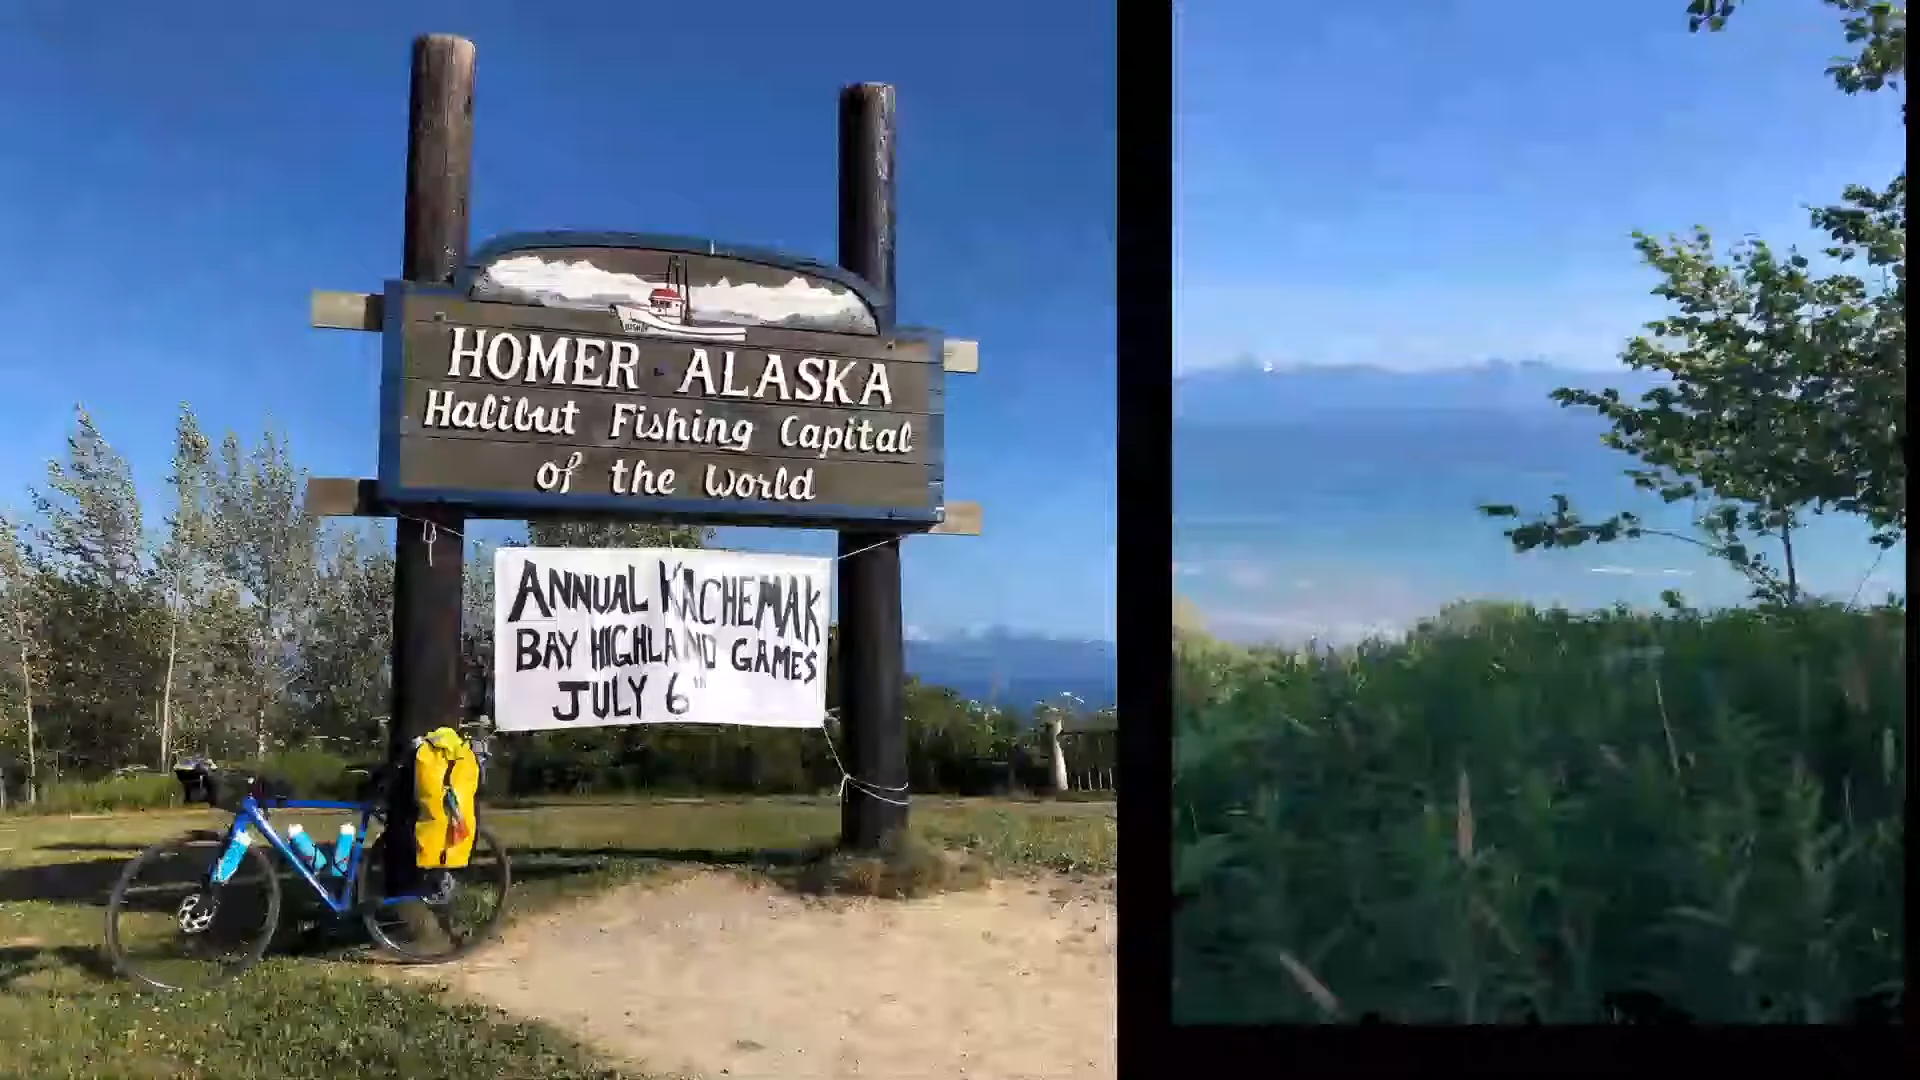 HOMER ALASKA
Halibut Fishing Capital
of the World
ANNUAL KACHEMAK
BAY HIGHLAND GAMES
JULY 6TH